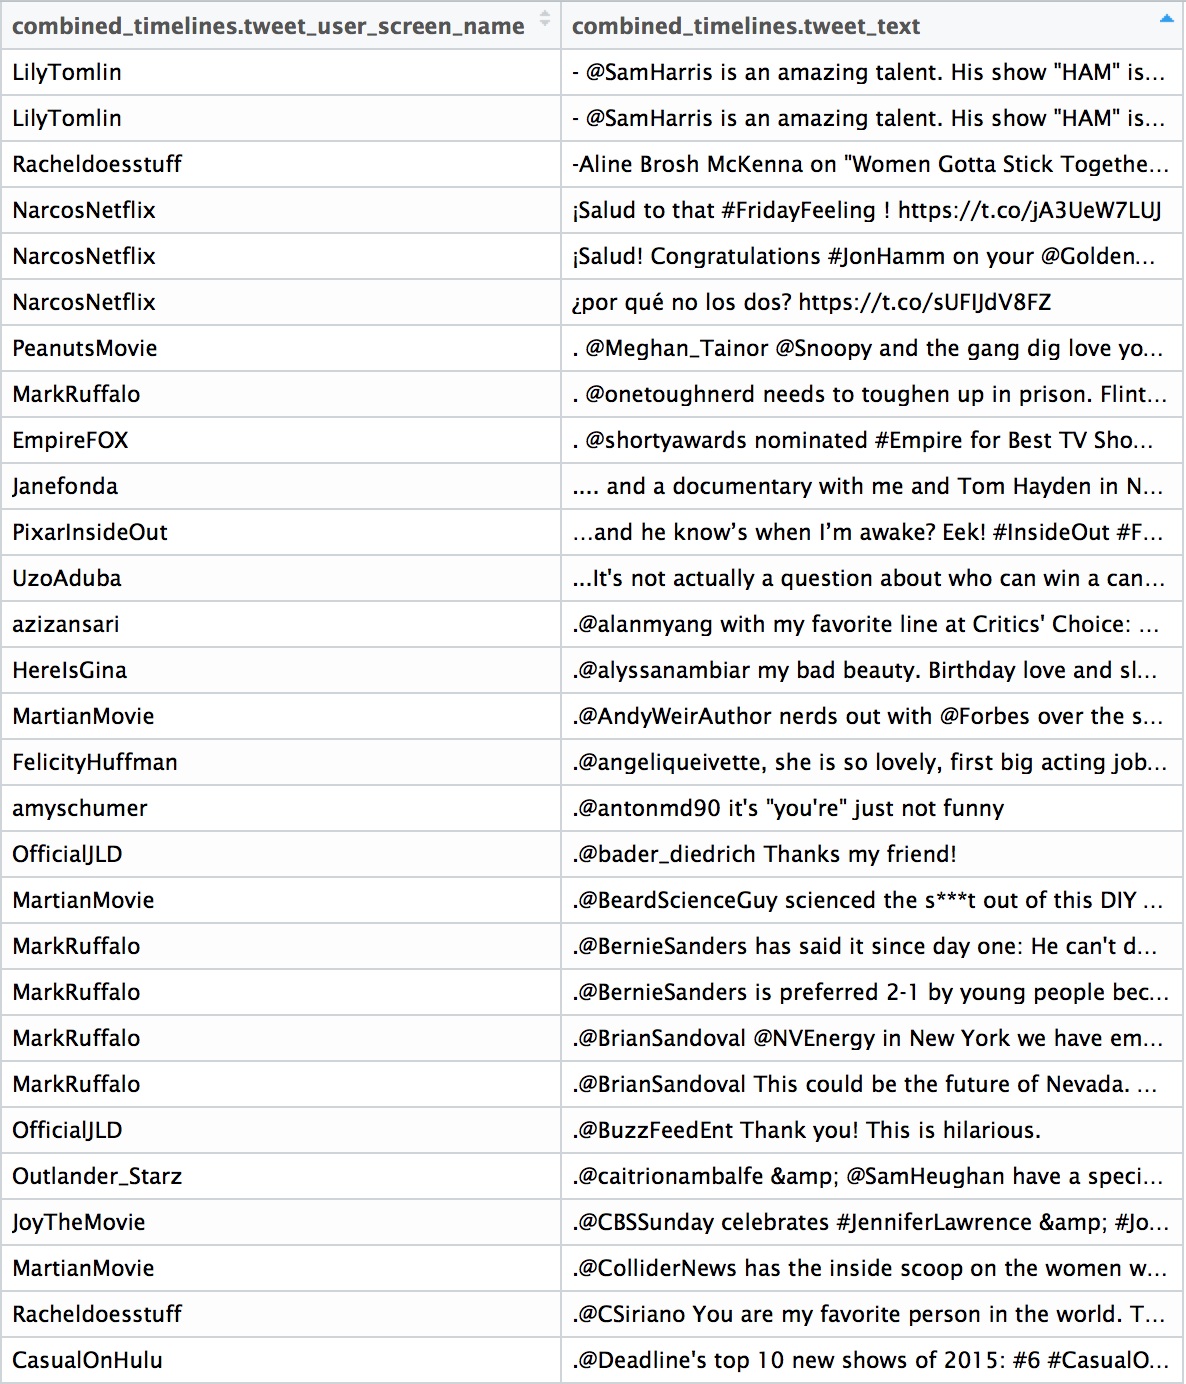 combined_timelines.tweet_user_screen_name combined_timelines.tweet_text
LilyTomlin - @SamHarris is an amazing talent. His show "HAM" is...
LilyTomlin - @SamHarris is an amazing talent. His show "HAM" is...
Racheldoesstuff -Aline Brosh McKenna on "Women Gotta Stick Togethe...
NarcosNetflix ¡Salud to that #FridayFeeling ! https://t.co/jA3UeW7LUJ
NarcosNetflix ¡Salud! Congratulations #JonHamm on your @Golden...
NarcosNetflix ¿por qué no los dos? https://t.co/sUFIJdV8FZ
PeanutsMovie . @Meghan_Tainor @Snoopy and the gang dig love yo...
MarkRuffalo . @onetoughnerd needs to toughen up in prison. Flint...
EmpireFOX . @shortyawards nominated #Empire for Best TV Sho...
Janefonda .... and a documentary with me and Tom Hayden in N...
PixarInsideOut …and he know’s when I’m awake? Eek! #InsideOut #F...
UzoAduba ...It's not actually a question about who can win a can...
azizansari .@alanmyang with my favorite line at Critics' Choice: ...
HereIsGina .@alyssanambiar my bad beauty. Birthday love and sl...
MartianMovie .@AndyWeirAuthor nerds out with @Forbes over the s...
FelicityHuffman .@angeliqueivette, she is so lovely, first big acting job...
amyschumer .@antonmd90 it's "you're" just not funny
OfficialJLD .@bader_diedrich Thanks my friend!
MartianMovie .@BeardScienceGuy scienced the s***t out of this DIY ...
MarkRuffalo .@BernieSanders has said it since day one: He can't d...
MarkRuffalo .@BernieSanders is preferred 2-1 by young people bec...
MarkRuffalo .@BrianSandoval @NVEnergy in New York we have em...
MarkRuffalo .@BrianSandoval This could be the future of Nevada. ...
OfficialJLD .@BuzzFeedEnt Thank you! This is hilarious.
Outlander_Starz .@caitrionambalfe &amp; @SamHeughan have a speci...
JoyTheMovie .@CBSSunday celebrates #JenniferLawrence &amp; #Jo...
MartianMovie .@ColliderNews has the inside scoop on the women w...
Racheldoesstuff .@CSiriano You are my favorite person in the world. T...
CasualOnHulu .@Deadline's top 10 new shows of 2015: #6 #CasualO...